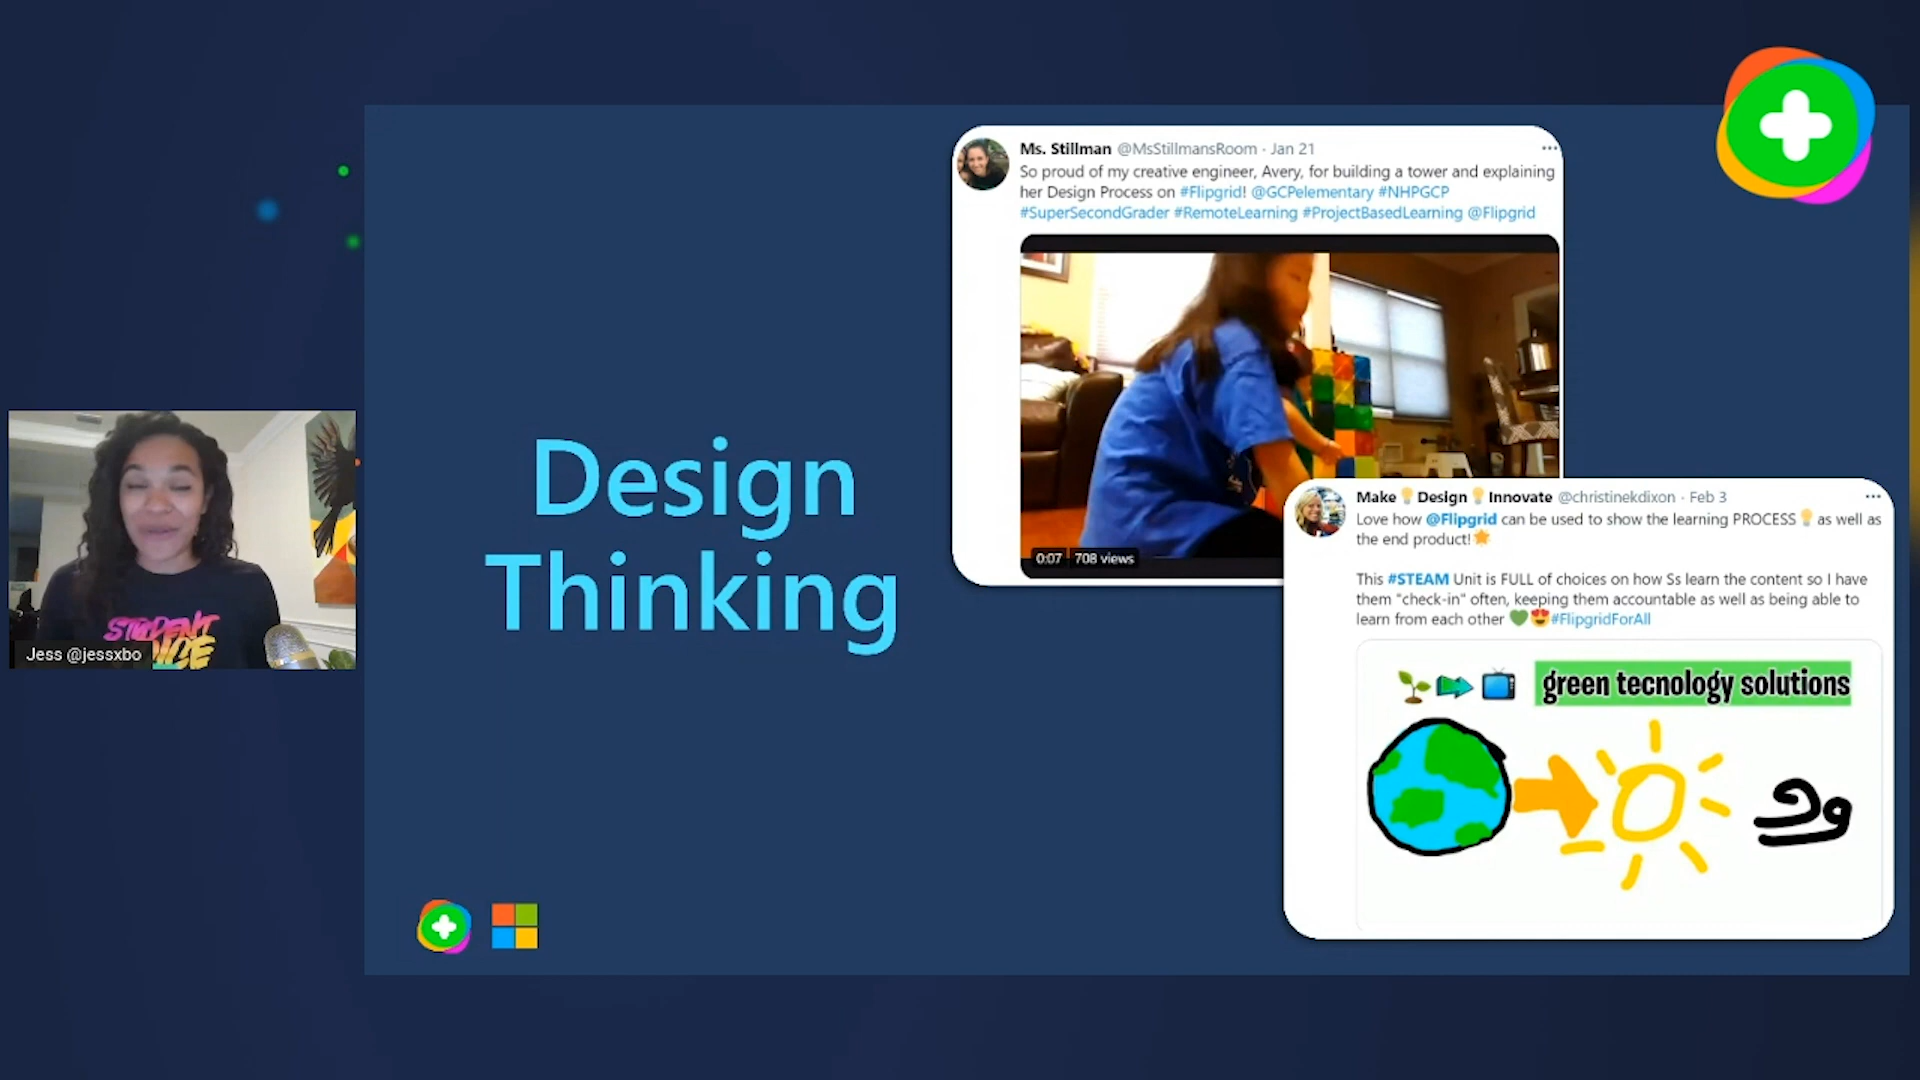 Ms. Stillman @MsStillmansRoom · Jan 21
So proud of my creative engineer, Avery, for building a tower and explaining
her Design Process on #Flipgrid! @GCPelementary #NHPGCP
#SuperSecondGrader #RemoteLearning #ProjectBasedLearning @Flipgrid
0:07 708 views
Design
Thinking
Make Design Innovate @christinekdixon · Feb 3
Love how @Flipgrid can be used to show the learning PROCESS as well as
the end product!
This #STEAM Unit is FULL of choices on how Ss learn the content so I have
them "check-in" often, keeping them accountable as well as being able to
learn from each other #FlipgridForAll
green tecnology solutions
STUDENT
Jess @jessxbo